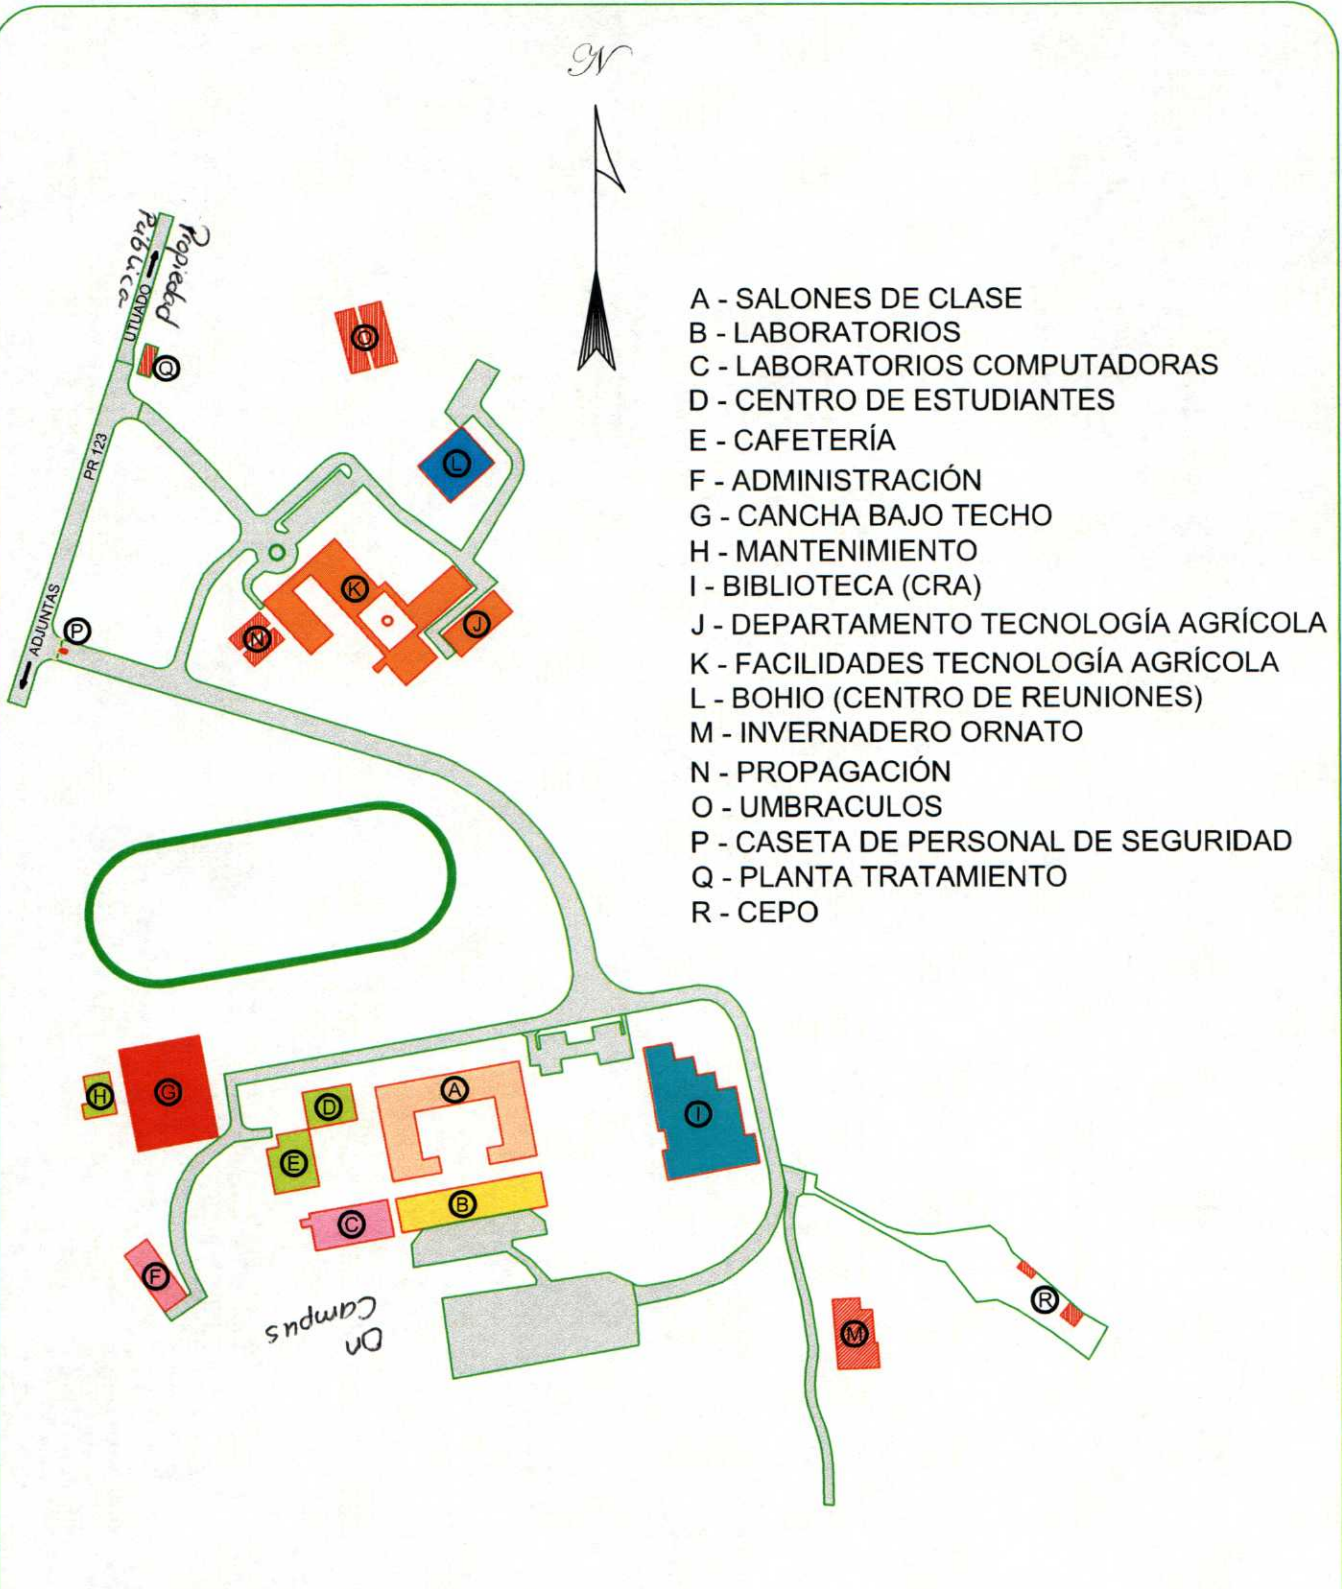 N
Propiedad
Pública
UTUADO
Q
O
L
PR 123
K
ADJUNTAS
P
N
J
A - SALONES DE CLASE
B - LABORATORIOS
C - LABORATORIOS COMPUTADORAS
D - CENTRO DE ESTUDIANTES
E - CAFETERÍA
F - ADMINISTRACIÓN
G - CANCHA BAJO TECHO
H - MANTENIMIENTO
I - BIBLIOTECA (CRA)
J - DEPARTAMENTO TECNOLOGÍA AGRÍCOLA
K - FACILIDADES TECNOLOGÍA AGRÍCOLA
L - BOHIO (CENTRO DE REUNIONES)
M - INVERNADERO ORNATO
N - PROPAGACIÓN
O - UMBRACULOS
P - CASETA DE PERSONAL DE SEGURIDAD
Q - PLANTA TRATAMIENTO
R - CEPO
H
G
D
A
I
E
C
B
F
R
M
On
Campus